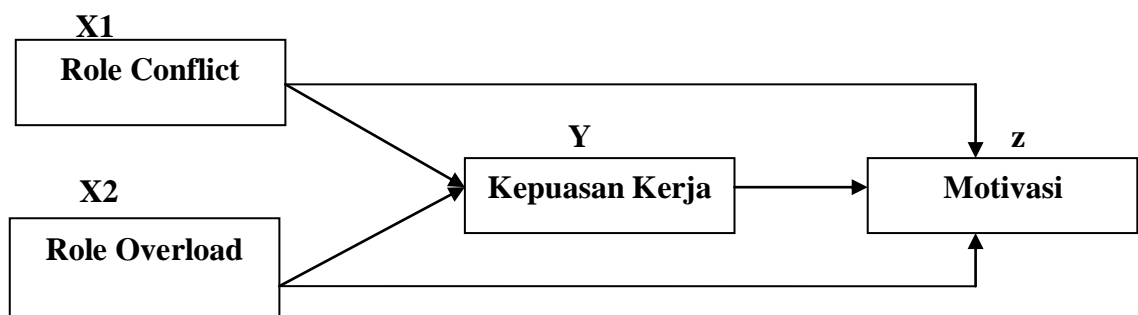 X1
Role Conflict
Y
Kepuasan Kerja
z
Motivasi
X2
Role Overload